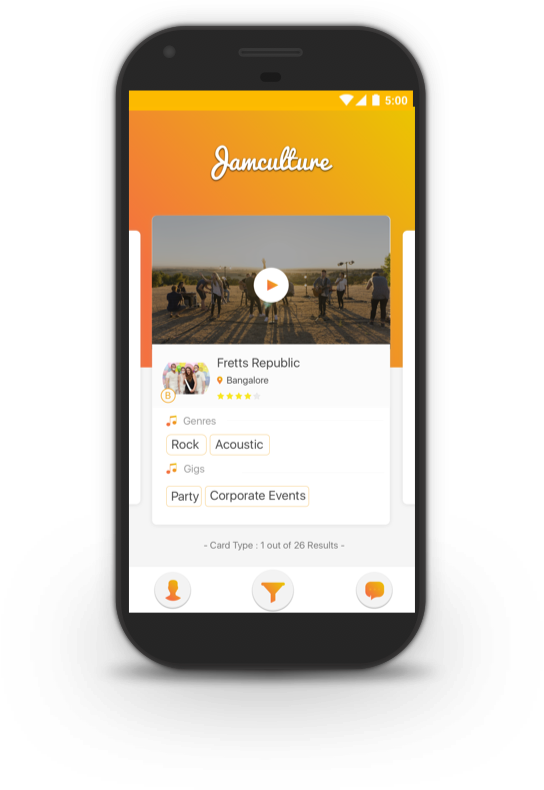 5:00
Jamculture
Fretts Republic
Bangalore
B
Genres
Rock Acoustic
Gigs
Party Corporate Events
- Card Type : 1 out of 26 Results -